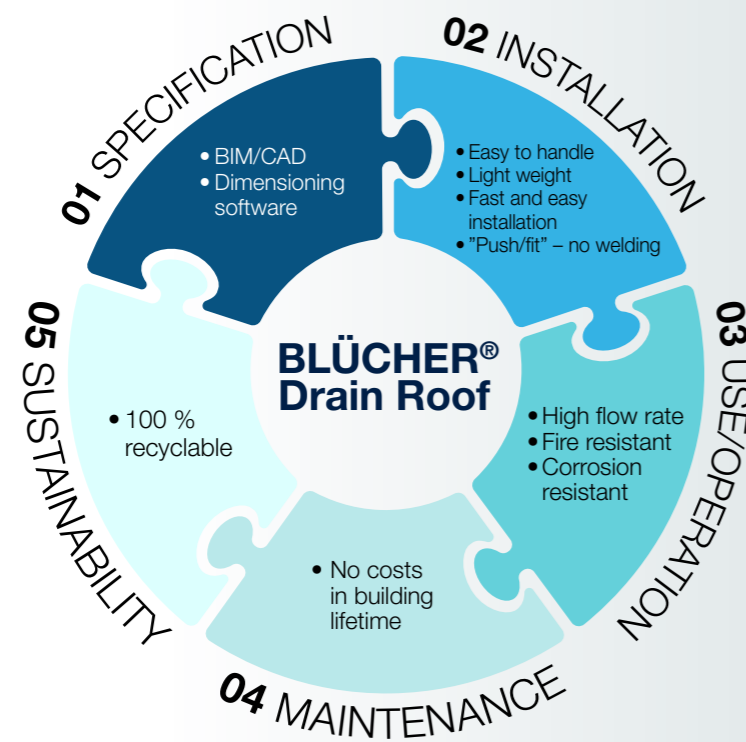 01 SPECIFICATION
• BIM/CAD
• Dimensioning
software
02 INSTALLATION
• Easy to handle
• Light weight
• Fast and easy
installation
• ”Push/fit” – no welding
03 USE/OPERATION
• High flow rate
• Fire resistant
• Corrosion
resistant
04 MAINTENANCE
• No costs
in building
lifetime
05 SUSTAINABILITY
• 100 %
recyclable
BLÜCHER®
Drain Roof